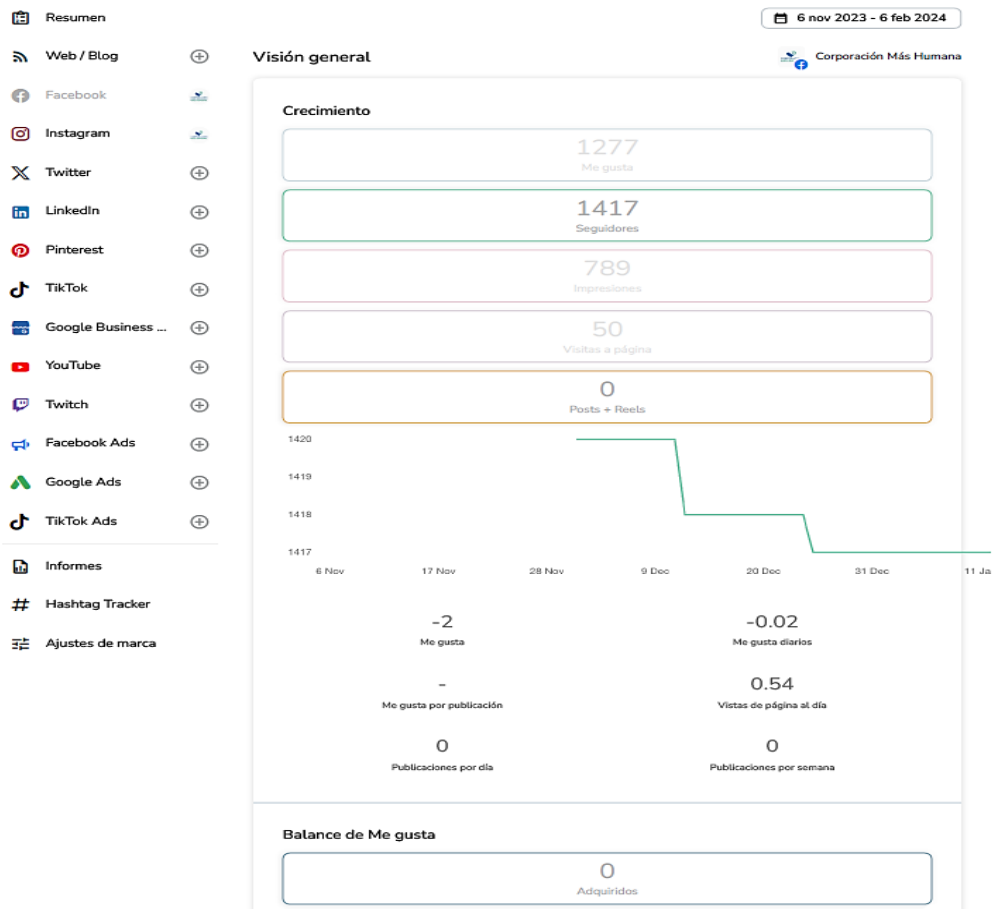 Resumen
6 nov 2023 - 6 feb 2024
Web / Blog
Facebook
Instagram
Twitter
LinkedIn
Pinterest
TikTok
Google Business ...
YouTube
Twitch
Facebook Ads
Google Ads
TikTok Ads
Informes
Hashtag Tracker
Ajustes de marca
Visión general
Corporación Más Humana
Crecimiento
1277
Me gusta
1417
Seguidores
789
Impresiones
50
Visitas a página
0
Posts + Reels
1420
1419
1418
1417
6 Nov 17 Nov 28 Nov 9 Dec 20 Dec 31 Dec 11 Ja
-2
Me gusta
-0.02
Me gusta diarios
-
Me gusta por publicación
0.54
Vistas de página al día
0
Publicaciones por día
0
Publicaciones por semana
Balance de Me gusta
0
Adquiridos